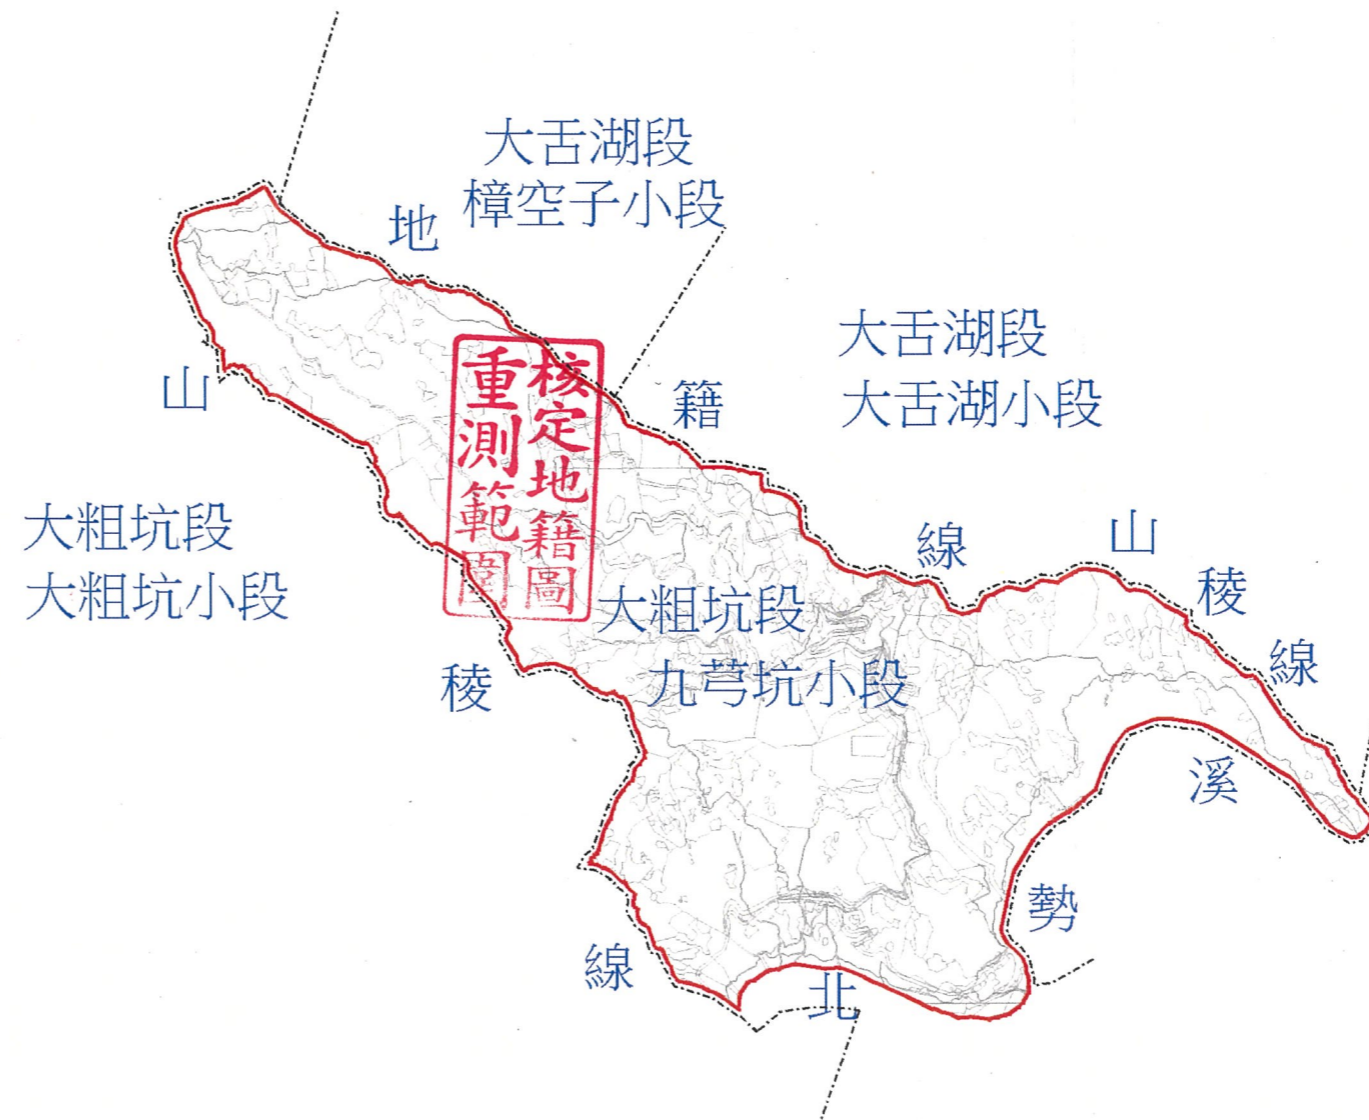 大舌湖段
樟空子小段
地
籍
線
大舌湖段
大舌湖小段
山
稜
線
核定地籍圖
重測範圍
山
稜
線
大粗坑段
大粗坑小段
大粗坑段
九芎坑小段
北
勢
溪